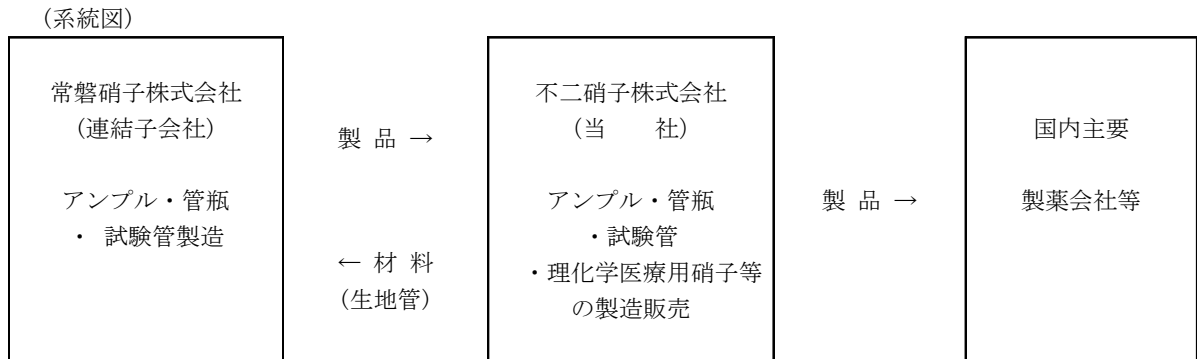 (系統図)
常磐硝子株式会社
(連結子会社)
アンプル・管瓶
・ 試験管製造
製 品 →
← 材 料
(生地管)
不二硝子株式会社
(当　　社)
アンプル・管瓶
・試験管
・理化学医療用硝子等
の製造販売
製 品 →
国内主要
製薬会社等